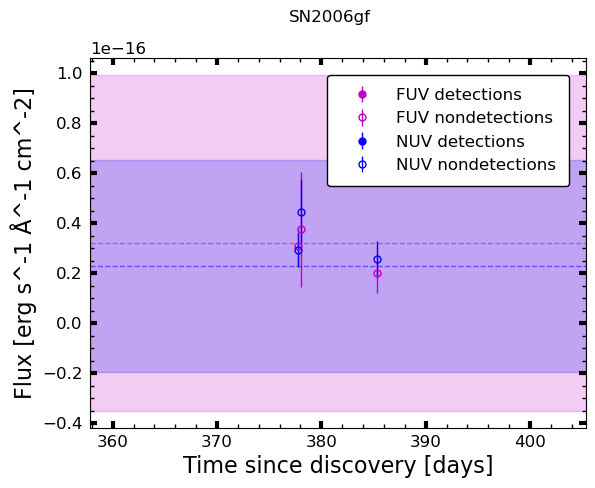 SN2006gf
1e−16
1.0
0.8
0.6
0.4
0.2
0.0
−0.2
−0.4
Flux [erg s^-1 Å^-1 cm^-2]
FUV detections
FUV nondetections
NUV detections
NUV nondetections
360 370 380 390 400
Time since discovery [days]